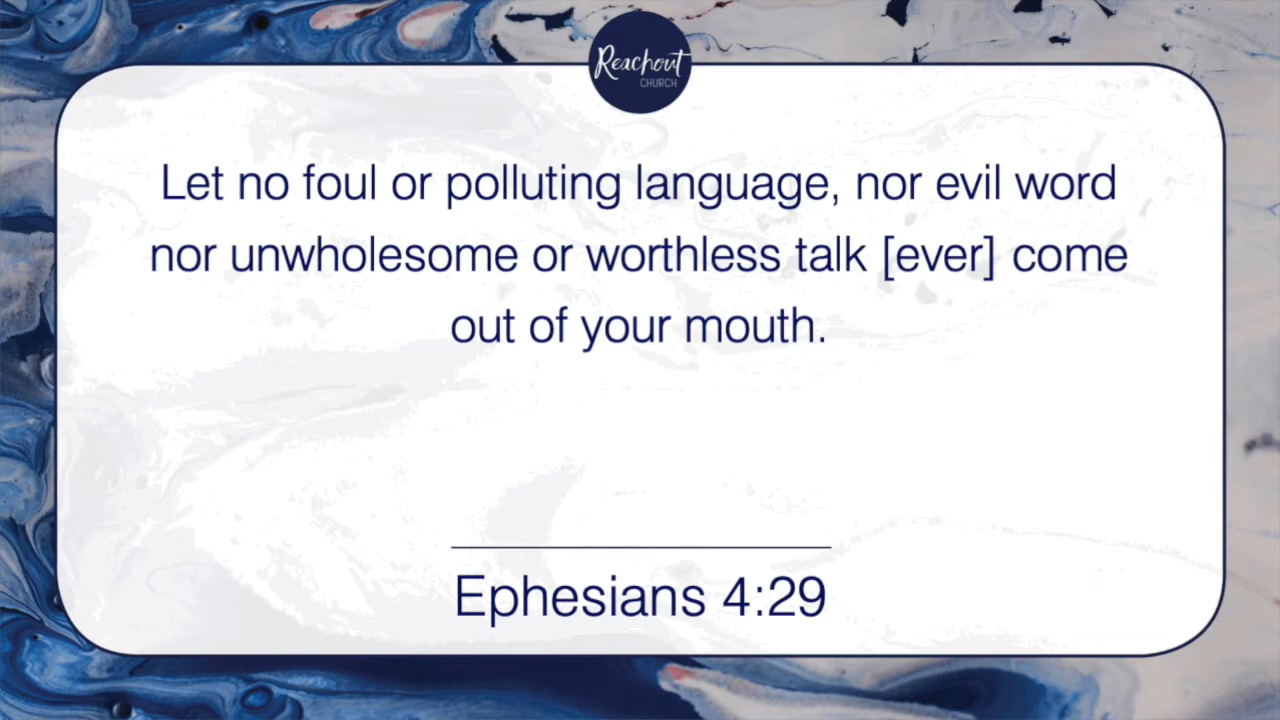 Reachout
CHURCH
Let no foul or polluting language, nor evil word
nor unwholesome or worthless talk [ever] come
out of your mouth.
Ephesians 4:29